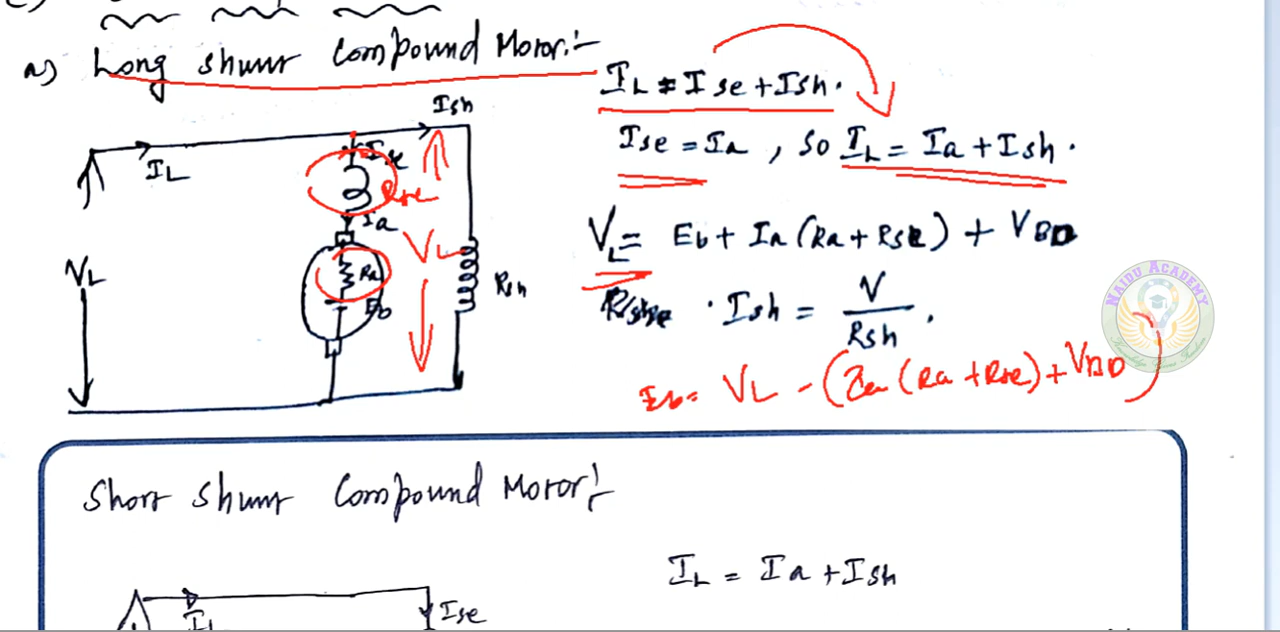 a) Long shunt Compound Motor:-
IL = Ise + Ish.
Ish
IL
Ise
Rse
Ise = Ia , so IL = Ia + Ish.
Ia
VL
VL
Ra
Eb
Rsh
VL = Eb + Ia (Ra + Rse) + VBD
Ish = V / Rsh .
Eb = VL - (Ia (Ra + Rse) + VBD)
NAIDU ACADEMY
Short Shunt Compound Motor:-
IL = Ia + Ish
IL
Ise